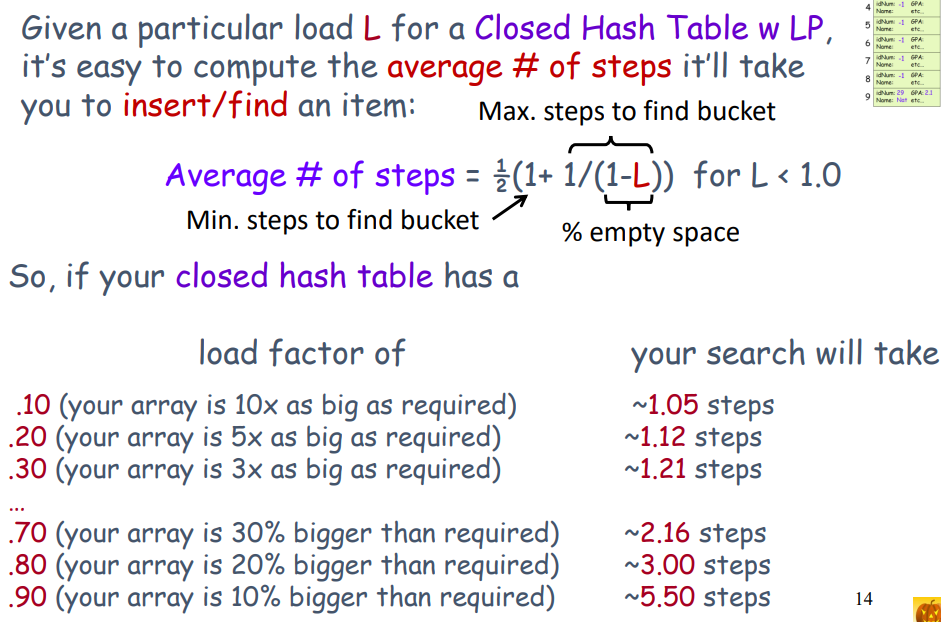 Given a particular load L for a Closed Hash Table w LP,
it's easy to compute the average # of steps it'll take
you to insert/find an item:
Max. steps to find bucket
Average # of steps = ½(1+ 1/(1-L)) for L < 1.0
Min. steps to find bucket
% empty space
So, if your closed hash table has a
load factor of your search will take
.10 (your array is 10x as big as required) ~1.05 steps
.20 (your array is 5x as big as required) ~1.12 steps
.30 (your array is 3x as big as required) ~1.21 steps
…
.70 (your array is 30% bigger than required) ~2.16 steps
.80 (your array is 20% bigger than required) ~3.00 steps
.90 (your array is 10% bigger than required) ~5.50 steps
4 idNum: -1 GPA:
Name: etc...
5 idNum: -1 GPA:
Name: etc...
6 idNum: -1 GPA:
Name: etc...
7 idNum: -1 GPA:
Name: etc...
8 idNum: -1 GPA:
Name: etc...
9 idNum: 29 GPA: 2.1
Name: Nat etc...
14